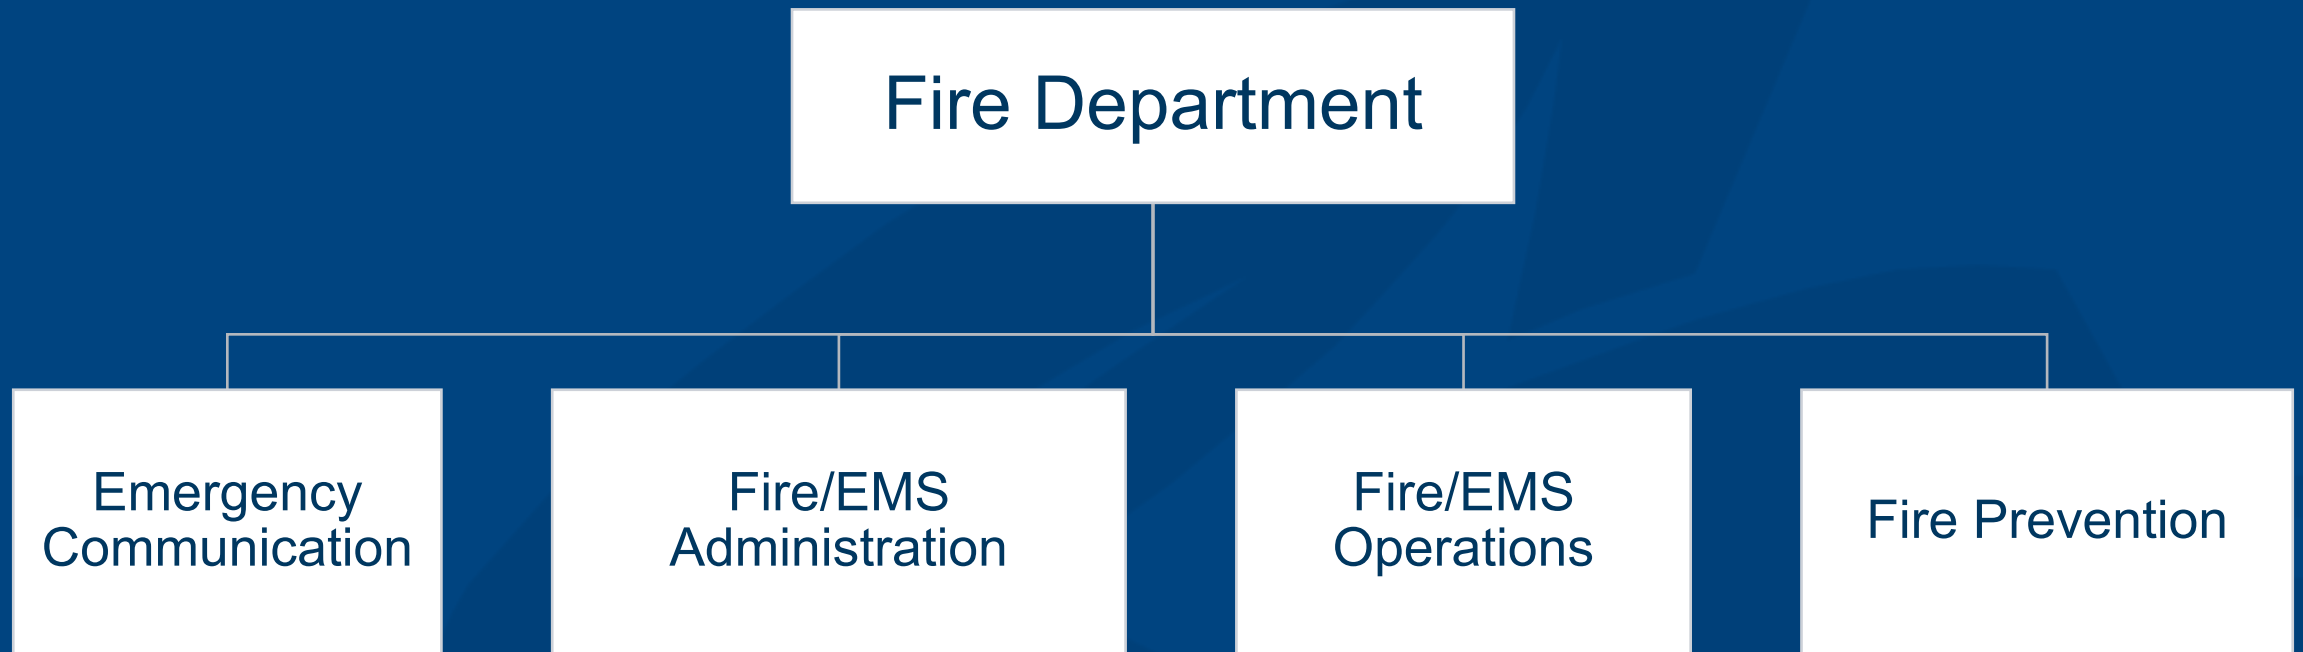 Fire Department
Emergency
Communication
Fire/EMS
Administration
Fire/EMS
Operations
Fire Prevention